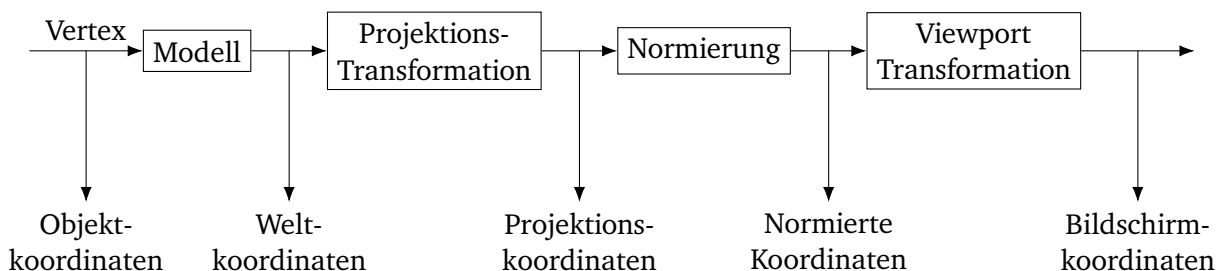 Vertex
Modell
Projektions-
Transformation
Normierung
Viewport
Transformation
Objekt-
koordinaten
Welt-
koordinaten
Projektions-
koordinaten
Normierte
Koordinaten
Bildschirm-
koordinaten